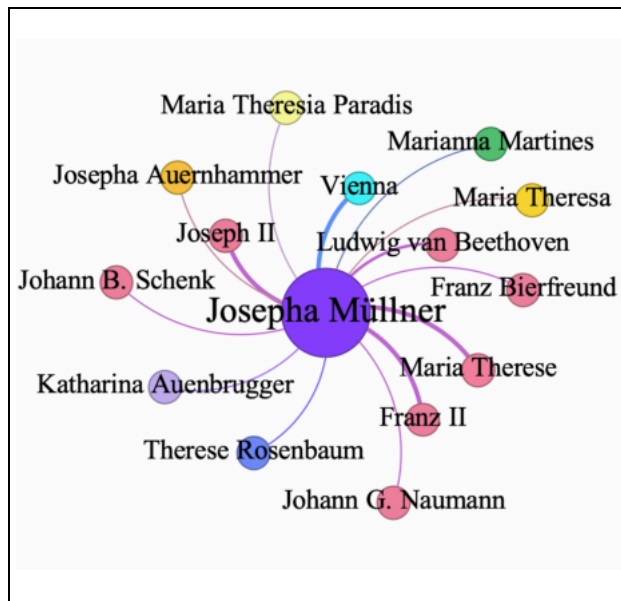 Maria Theresia Paradis
Marianna Martines
Josepha Auernhammer
Vienna
Maria Theresa
Joseph II
Ludwig van Beethoven
Johann B. Schenk
Franz Bierfreund
Josepha Müllner
Maria Therese
Katharina Auenbrugger
Franz II
Therese Rosenbaum
Johann G. Naumann